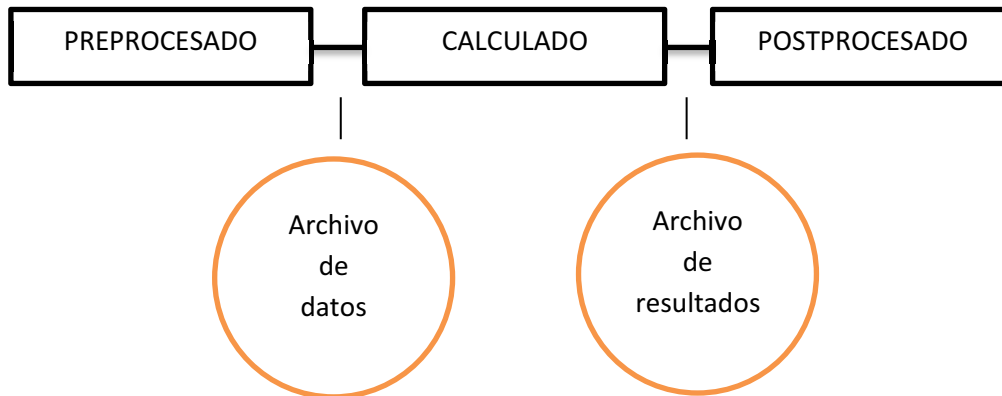 PREPROCESADO
CALCULADO
POSTPROCESADO
Archivo
de
datos
Archivo
de
resultados